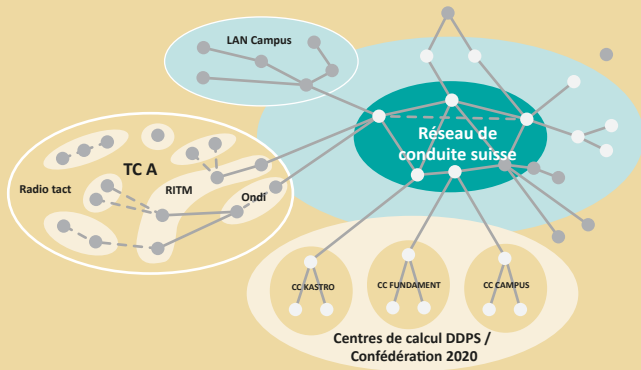 LAN Campus
Réseau de
conduite suisse
TC A
Radio tact
RITM
Ondi
CC KASTRO
CC FUNDAMENT
CC CAMPUS
Centres de calcul DDPS /
Confédération 2020